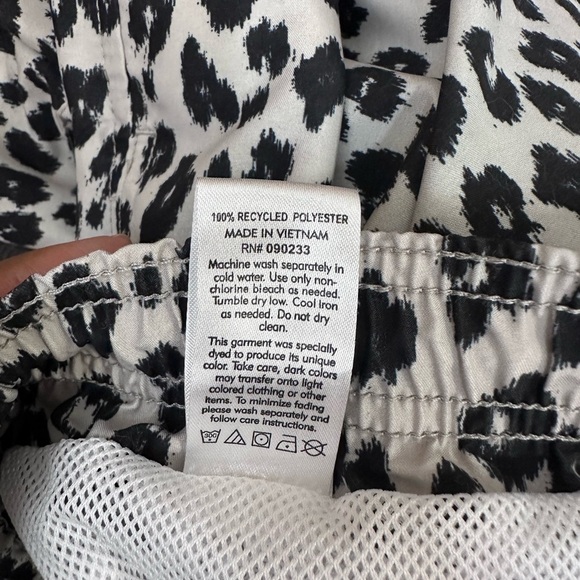 100% RECYCLED POLYESTER
MADE IN VIETNAM
RN# 090233
Machine wash separately in
cold water. Use only non-
chlorine bleach as needed.
Tumble dry low. Cool Iron
as needed. Do not dry
clean.
This garment was specially
dyed to produce its unique
color. Take care, dark colors
may transfer onto light
colored clothing or other
items. To minimize fading
please wash separately and
follow care instructions.